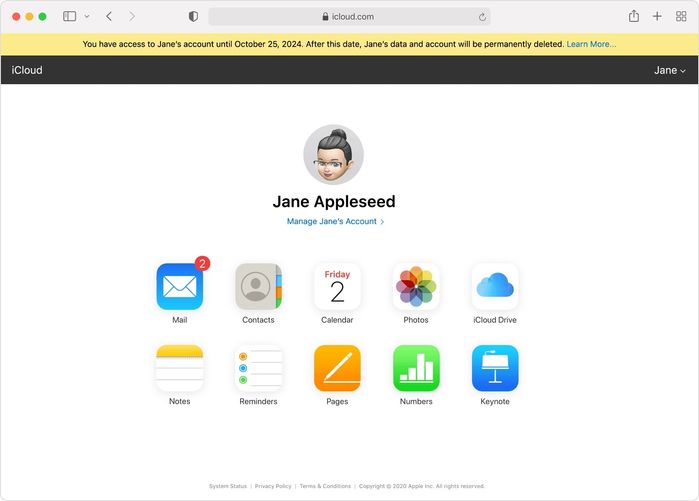 icloud.com
You have access to Jane's account until October 25, 2024. After this date, Jane's data and account will be permanently deleted. Learn More...
iCloud
Jane
Jane Appleseed
Manage Jane's Account
2
Friday
2
Mail
Contacts
Calendar
Photos
iCloud Drive
Notes
Reminders
Pages
Numbers
Keynote
System Status | Privacy Policy | Terms & Conditions | Copyright © 2020 Apple Inc. All rights reserved.